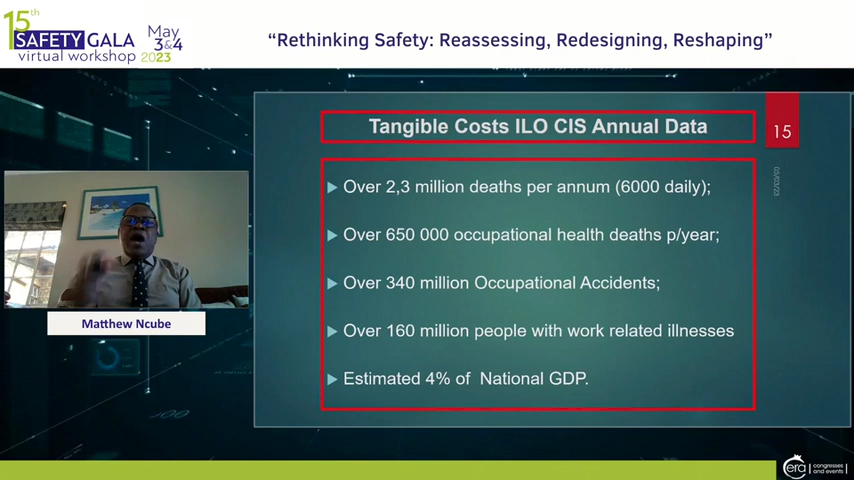 15th
SAFETY GALA
virtual workshop
May
3&4
2023
“Rethinking Safety: Reassessing, Redesigning, Reshaping”
Tangible Costs ILO CIS Annual Data
15
Over 2,3 million deaths per annum (6000 daily);
Over 650 000 occupational health deaths p/year;
Over 340 million Occupational Accidents;
Over 160 million people with work related illnesses
Estimated 4% of National GDP.
Matthew Ncube
era congresses
and events